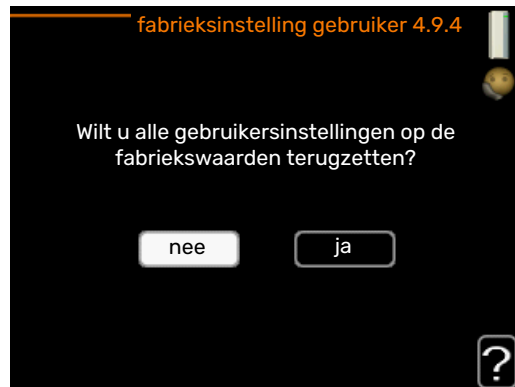 fabrieksinstelling gebruiker 4.9.4
Wilt u alle gebruikersinstellingen op de
fabriekswaarden terugzetten?
nee
ja
?